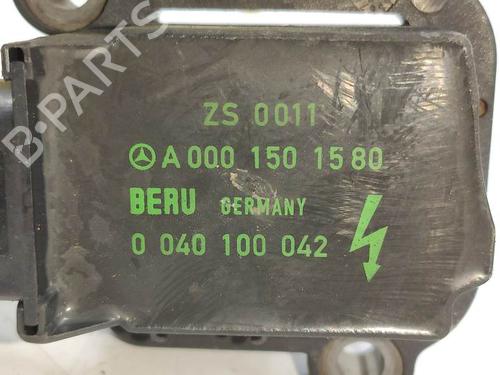 ZS 0011
A 000 150 15 80
BERU GERMANY
0 040 100 042
B-PARTS